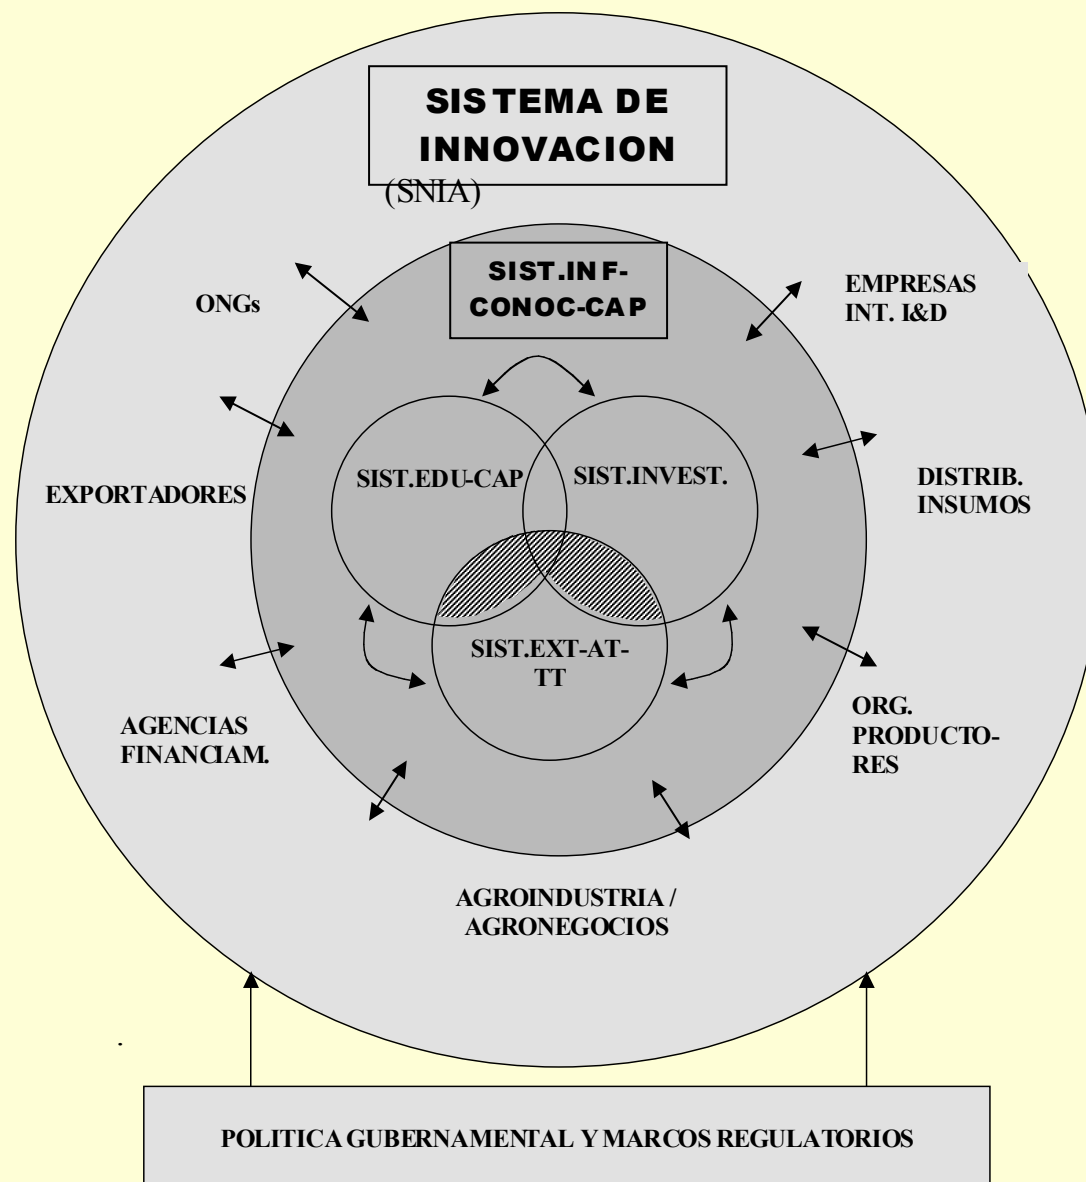 SISTEMA DE
INNOVACION
(SNIA)
SIST.INF-
CONOC-CAP
ONGs
EMPRESAS
INT. I&D
EXPORTADORES
SIST.EDU-CAP
SIST.INVEST.
DISTRIB.
INSUMOS
SIST.EXT-AT-
TT
AGENCIAS
FINANCIAM.
ORG.
PRODUCTO-
RES
AGROINDUSTRIA /
AGRONEGOCIOS
POLITICA GUBERNAMENTAL Y MARCOS REGULATORIOS